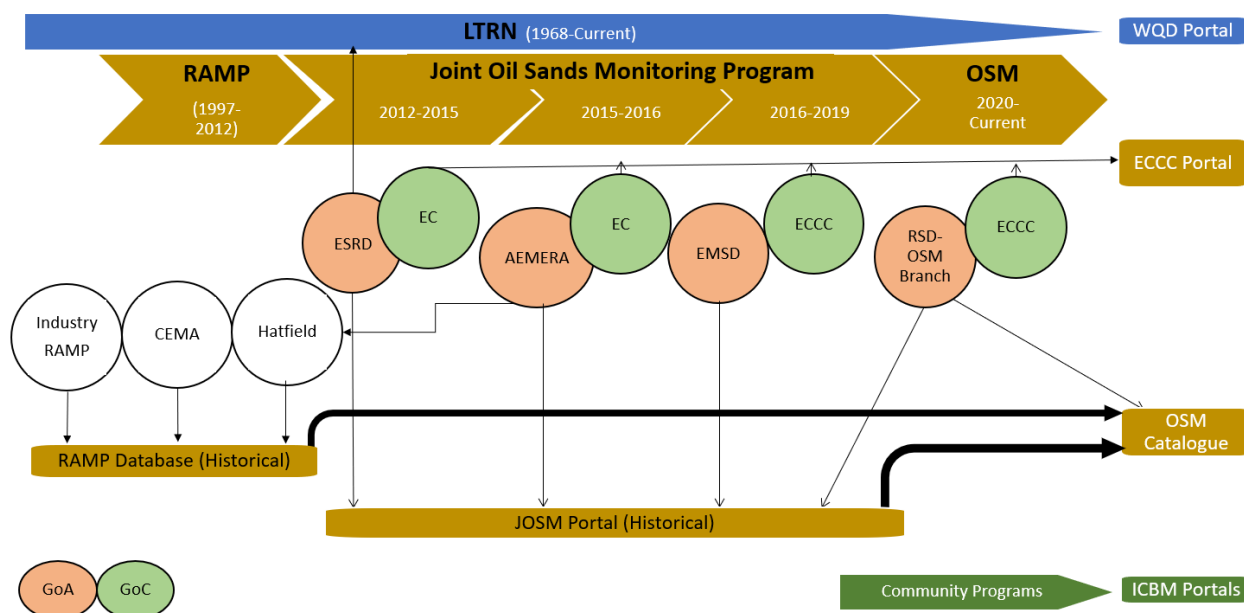 LTRN (1968-Current)
WQD Portal
RAMP
(1997-
2012)
Joint Oil Sands Monitoring Program
2012-2015
2015-2016
2016-2019
OSM
2020-
Current
ECCC Portal
ESRD
EC
AEMERA
EC
EMSD
ECCC
RSD-
OSM
Branch
ECCC
Industry
RAMP
CEMA
Hatfield
OSM
Catalogue
RAMP Database (Historical)
JOSM Portal (Historical)
GoA
GoC
Community Programs
ICBM Portals